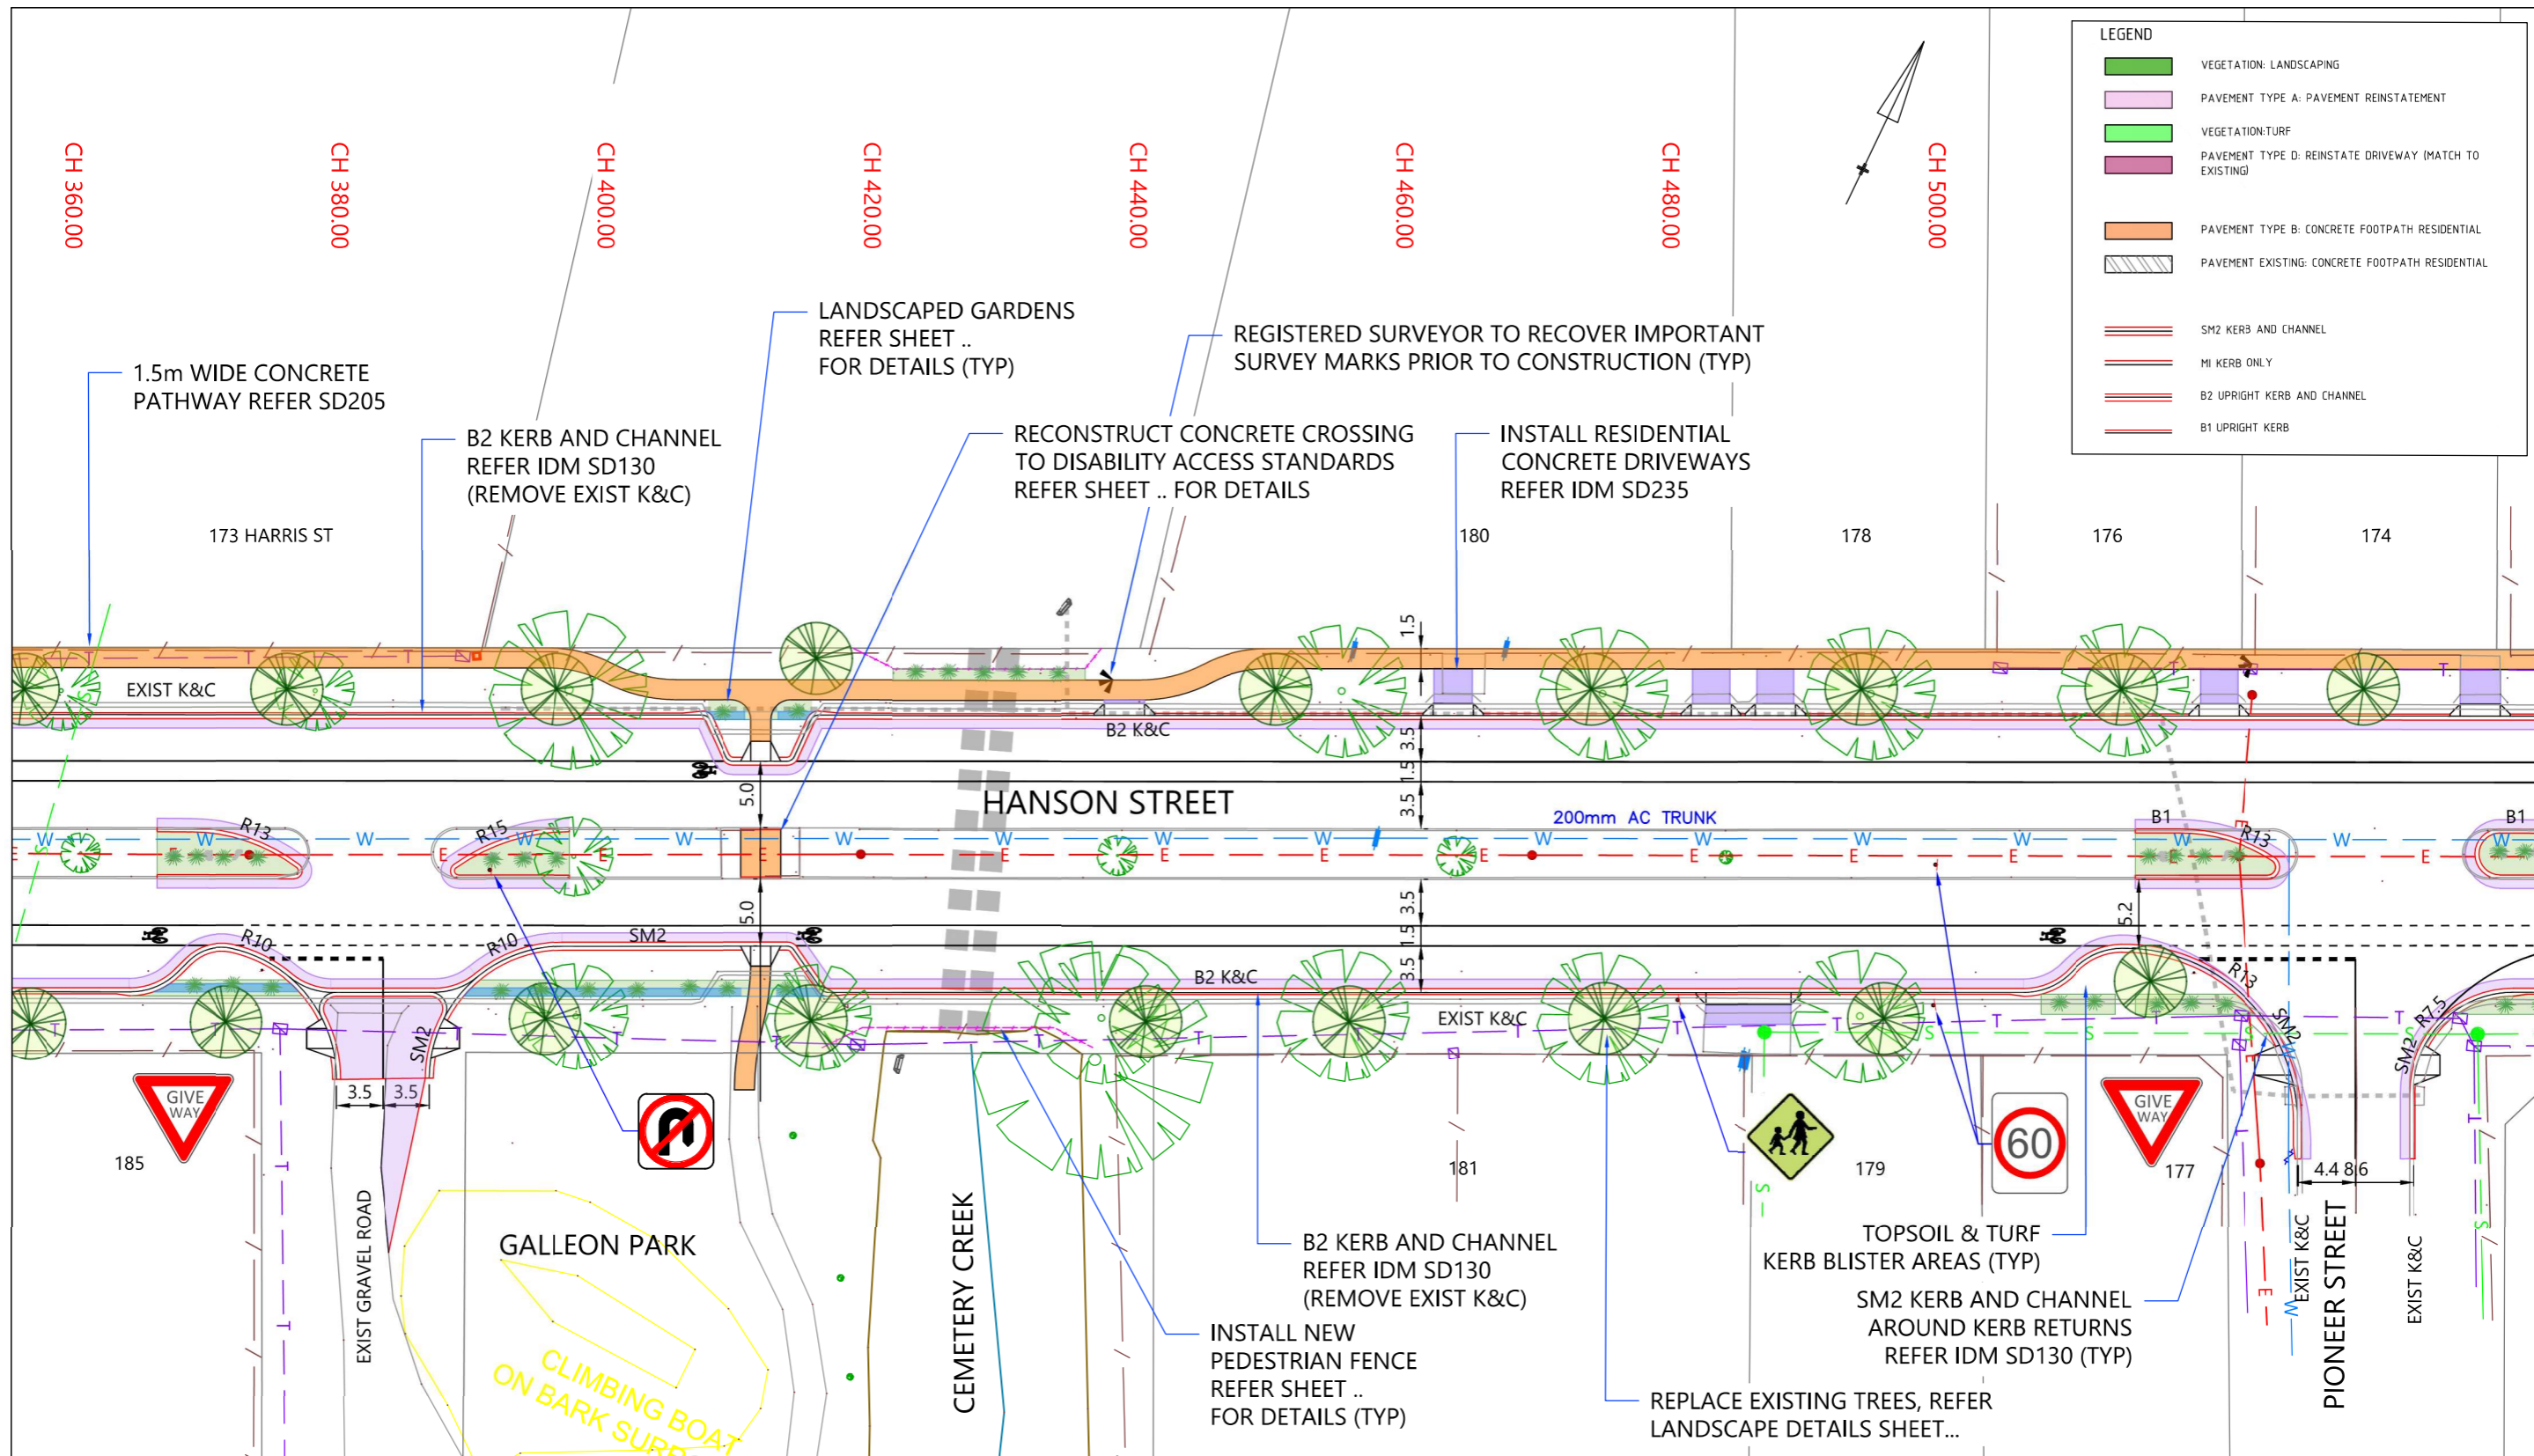 LEGEND
VEGETATION: LANDSCAPING
PAVEMENT TYPE A: PAVEMENT REINSTATEMENT
VEGETATION:TURF
PAVEMENT TYPE D: REINSTATE DRIVEWAY (MATCH TO
EXISTING)
PAVEMENT TYPE B: CONCRETE FOOTPATH RESIDENTIAL
PAVEMENT EXISTING: CONCRETE FOOTPATH RESIDENTIAL
SM2 KERB AND CHANNEL
M1 KERB ONLY
B2 UPRIGHT KERB AND CHANNEL
B1 UPRIGHT KERB
CH 360.00
CH 380.00
CH 400.00
CH 420.00
CH 440.00
CH 460.00
CH 480.00
CH 500.00
1.5m WIDE CONCRETE
PATHWAY REFER SD205
B2 KERB AND CHANNEL
REFER IDM SD130
(REMOVE EXIST K&C)
LANDSCAPED GARDENS
REFER SHEET ..
FOR DETAILS (TYP)
REGISTERED SURVEYOR TO RECOVER IMPORTANT
SURVEY MARKS PRIOR TO CONSTRUCTION (TYP)
RECONSTRUCT CONCRETE CROSSING
TO DISABILITY ACCESS STANDARDS
REFER SHEET .. FOR DETAILS
INSTALL RESIDENTIAL
CONCRETE DRIVEWAYS
REFER IDM SD235
173 HARRIS ST
180
178
176
174
EXIST K&C
B2 K&C
1.5
3.5
1.5
3.5
5.0
HANSON STREET
200mm AC TRUNK
B1
R13
B1
R13
R15
W W W W W W W W W W W W W W
E E E E E E E E E E E E
T T T T T
S S
5.0
3.5
1.5
3.5
5.2
R10
R10
SM2
B2 K&C
EXIST K&C
R13
SM2
R7.5
SM2
SM2
T T T T T T T T T T
S S S
3.5 3.5
GIVE
WAY
60
GIVE
WAY
185
181
179
177
4.4 8.6
EXIST GRAVEL ROAD
GALLEON PARK
CEMETERY CREEK
CLIMBING BOAT
ON BARK SURF
B2 KERB AND CHANNEL
REFER IDM SD130
(REMOVE EXIST K&C)
INSTALL NEW
PEDESTRIAN FENCE
REFER SHEET ..
FOR DETAILS (TYP)
TOPSOIL & TURF
KERB BLISTER AREAS (TYP)
SM2 KERB AND CHANNEL
AROUND KERB RETURNS
REFER IDM SD130 (TYP)
REPLACE EXISTING TREES, REFER
LANDSCAPE DETAILS SHEET...
EXIST K&C
PIONEER STREET
EXIST K&C